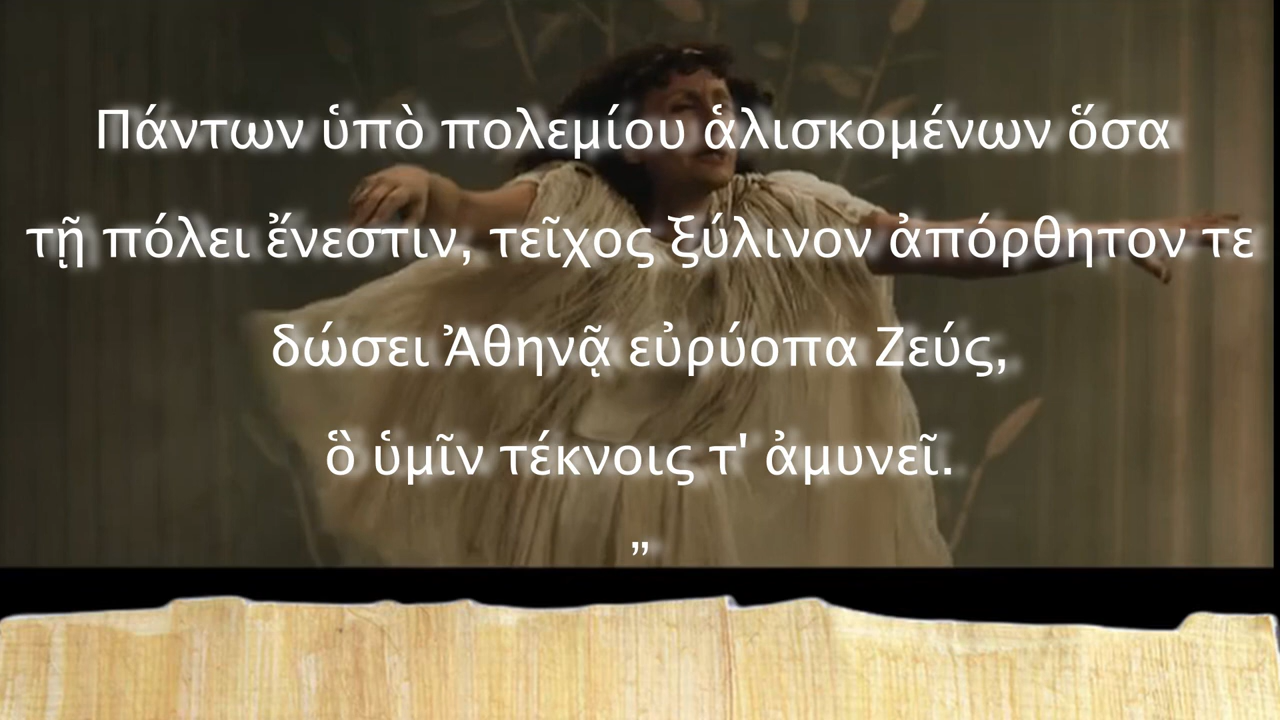 Πάντων ὑπὸ πολεμίου ἁλισκομένων ὅσα
τῇ πόλει ἔνεστιν, τεῖχος ξύλινον ἀπόρθητον τε
δώσει Ἀθηνᾷ εὐρύοπα Ζεύς,
ὃ ὑμῖν τέκνοις τ' ἀμυνεῖ.
”